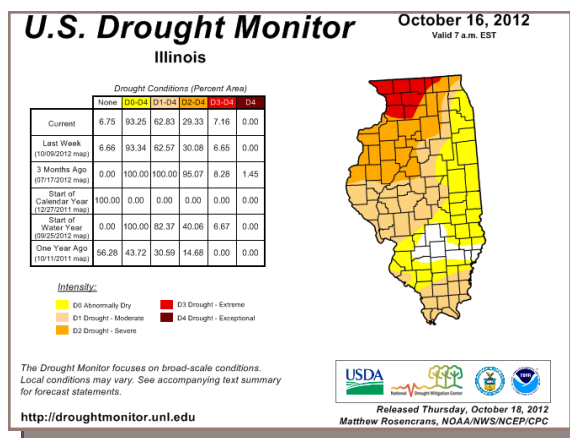 U.S. Drought Monitor
October 16, 2012
Valid 7 a.m. EST
Illinois
Drought Conditions (Percent Area)
None D0-D4 D1-D4 D2-D4 D3-D4 D4
Current 6.75 93.25 62.83 29.33 7.16 0.00
Last Week
(10/09/2012 map)
6.66 93.34 62.57 30.08 6.65 0.00
3 Months Ago
(07/17/2012 map)
0.00 100.00 100.00 95.07 8.28 1.45
Start of
Calendar Year
(12/27/2011 map)
100.00 0.00 0.00 0.00 0.00 0.00
Start of
Water Year
(09/25/2012 map)
0.00 100.00 82.37 40.06 6.67 0.00
One Year Ago
(10/11/2011 map)
56.28 43.72 30.59 14.68 0.00 0.00
Intensity:
D0 Abnormally Dry
D1 Drought - Moderate
D2 Drought - Severe
D3 Drought - Extreme
D4 Drought - Exceptional
The Drought Monitor focuses on broad-scale conditions.
Local conditions may vary. See accompanying text summary
for forecast statements.
http://droughtmonitor.unl.edu
USDA
National Drought Mitigation Center
Released Thursday, October 18, 2012
Matthew Rosencrans, NOAA/NWS/NCEP/CPC